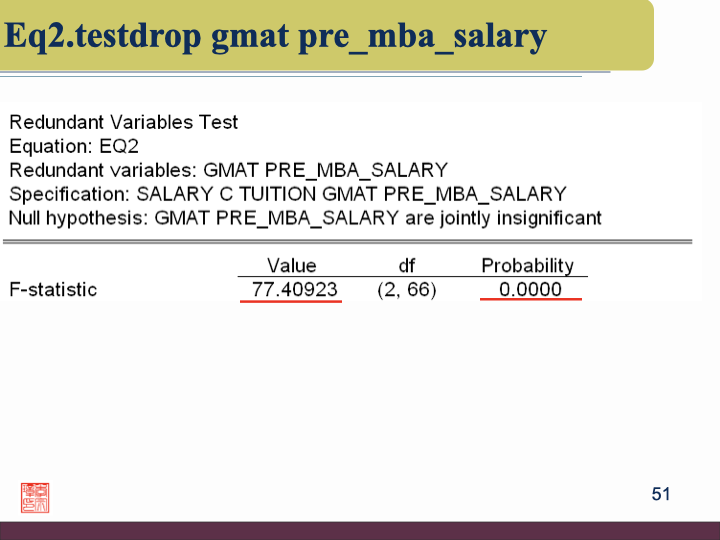 Eq2.testdrop gmat pre_mba_salary
Redundant Variables Test
Equation: EQ2
Redundant variables: GMAT PRE_MBA_SALARY
Specification: SALARY C TUITION GMAT PRE_MBA_SALARY
Null hypothesis: GMAT PRE_MBA_SALARY are jointly insignificant
Value df Probability
F-statistic 77.40923 (2, 66) 0.0000
51